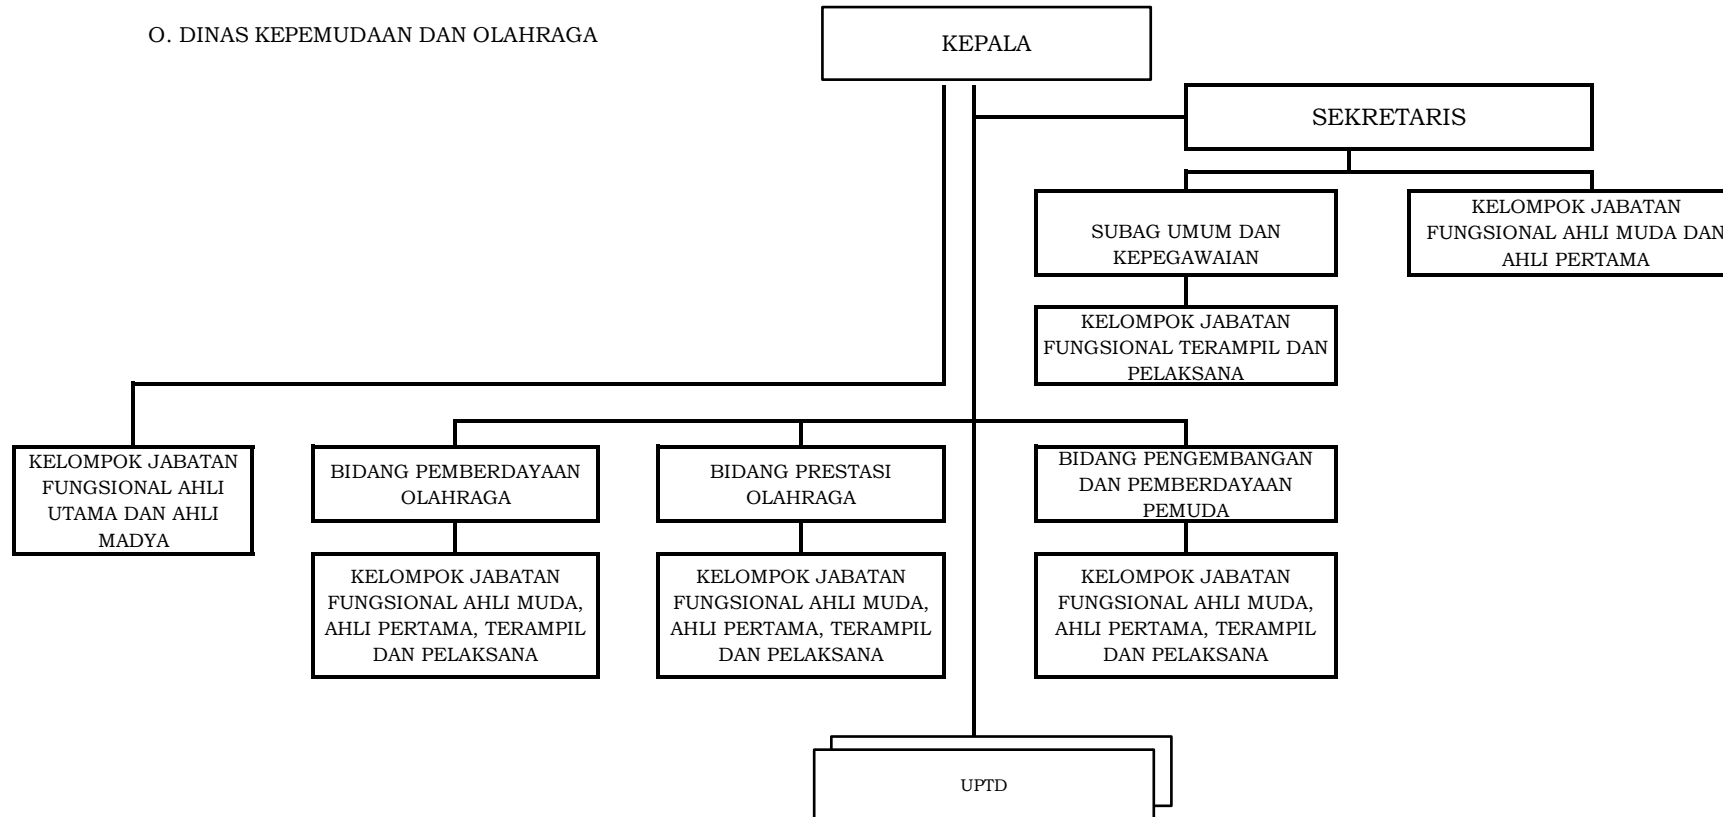 O. DINAS KEPEMUDAAN DAN OLAHRAGA
KEPALA
SEKRETARIS
SUBAG UMUM DAN
KEPEGAWAIAN
KELOMPOK JABATAN
FUNGSIONAL AHLI MUDA DAN
AHLI PERTAMA
KELOMPOK JABATAN
FUNGSIONAL TERAMPIL DAN
PELAKSANA
KELOMPOK JABATAN
FUNGSIONAL AHLI
UTAMA DAN AHLI
MADYA
BIDANG PEMBERDAYAAN
OLAHRAGA
BIDANG PRESTASI
OLAHRAGA
BIDANG PENGEMBANGAN
DAN PEMBERDAYAAN
PEMUDA
KELOMPOK JABATAN
FUNGSIONAL AHLI MUDA,
AHLI PERTAMA, TERAMPIL
DAN PELAKSANA
KELOMPOK JABATAN
FUNGSIONAL AHLI MUDA,
AHLI PERTAMA, TERAMPIL
DAN PELAKSANA
KELOMPOK JABATAN
FUNGSIONAL AHLI MUDA,
AHLI PERTAMA, TERAMPIL
DAN PELAKSANA
UPTD